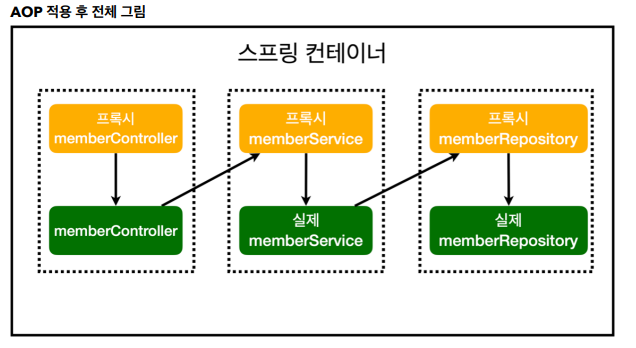 AOP 적용 후 전체 그림
스프링 컨테이너
프록시
memberController
프록시
memberService
프록시
memberRepository
memberController
실제
memberService
실제
memberRepository